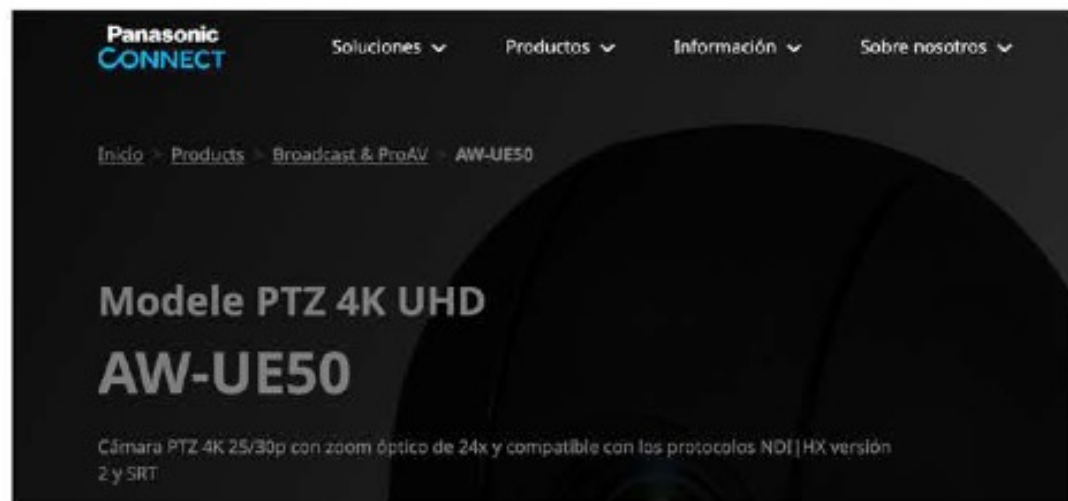 Panasonic
CONNECT
Soluciones Productos Información Sobre nosotros
Inicio > Products > Broadcast & ProAV > AW-UE50
Modele PTZ 4K UHD
AW-UE50
Cámara PTZ 4K 25/30p con zoom óptico de 24x y compatible con los protocolos NDI|HX versión
2 y SRT